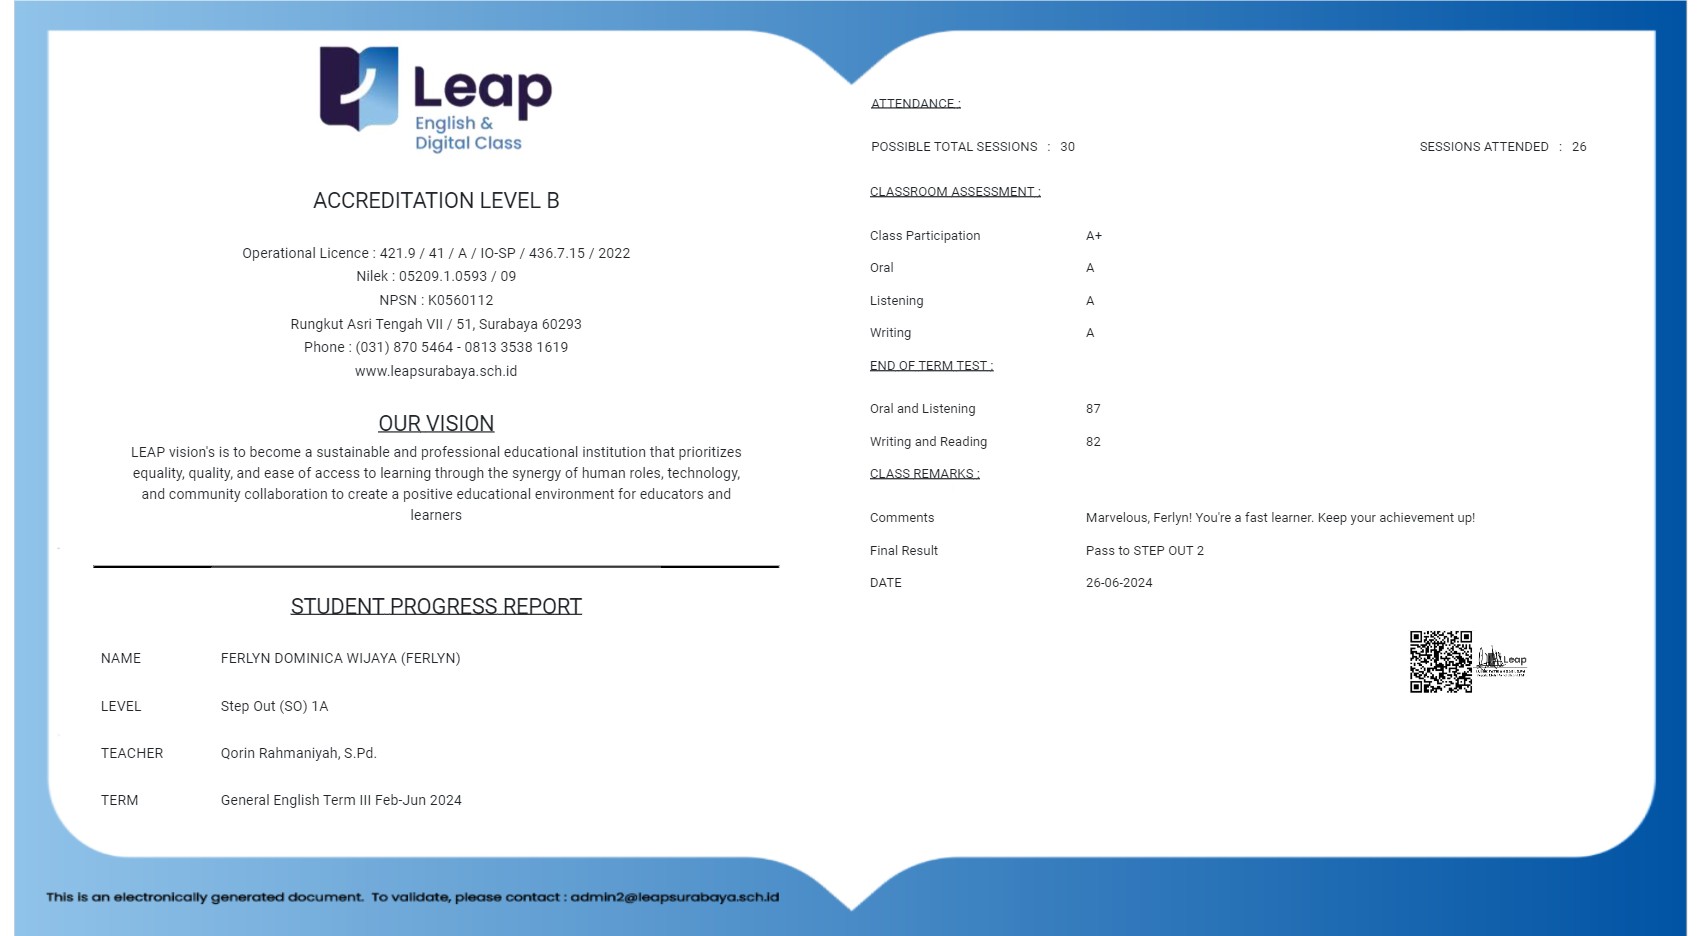 Leap
English &
Digital Class
ACCREDITATION LEVEL B
Operational Licence : 421.9 / 41 / A / IO-SP / 436.7.15 / 2022
Nilek : 05209.1.0593 / 09
NPSN : K0560112
Rungkut Asri Tengah VII / 51, Surabaya 60293
Phone : (031) 870 5464 - 0813 3538 1619
www.leapsurabaya.sch.id
OUR VISION
LEAP vision's is to become a sustainable and professional educational institution that prioritizes
equality, quality, and ease of access to learning through the synergy of human roles, technology,
and community collaboration to create a positive educational environment for educators and
learners
STUDENT PROGRESS REPORT
NAME FERLYN DOMINICA WIJAYA (FERLYN)
LEVEL Step Out (SO) 1A
TEACHER Qorin Rahmaniyah, S.Pd.
TERM General English Term III Feb-Jun 2024
ATTENDANCE :
POSSIBLE TOTAL SESSIONS : 30 SESSIONS ATTENDED : 26
CLASSROOM ASSESSMENT :
Class Participation A+
Oral A
Listening A
Writing A
END OF TERM TEST :
Oral and Listening 87
Writing and Reading 82
CLASS REMARKS :
Comments Marvelous, Ferlyn! You're a fast learner. Keep your achievement up!
Final Result Pass to STEP OUT 2
DATE 26-06-2024
Leap
This is an electronically generated document. To validate, please contact : admin2@leapsurabaya.sch.id